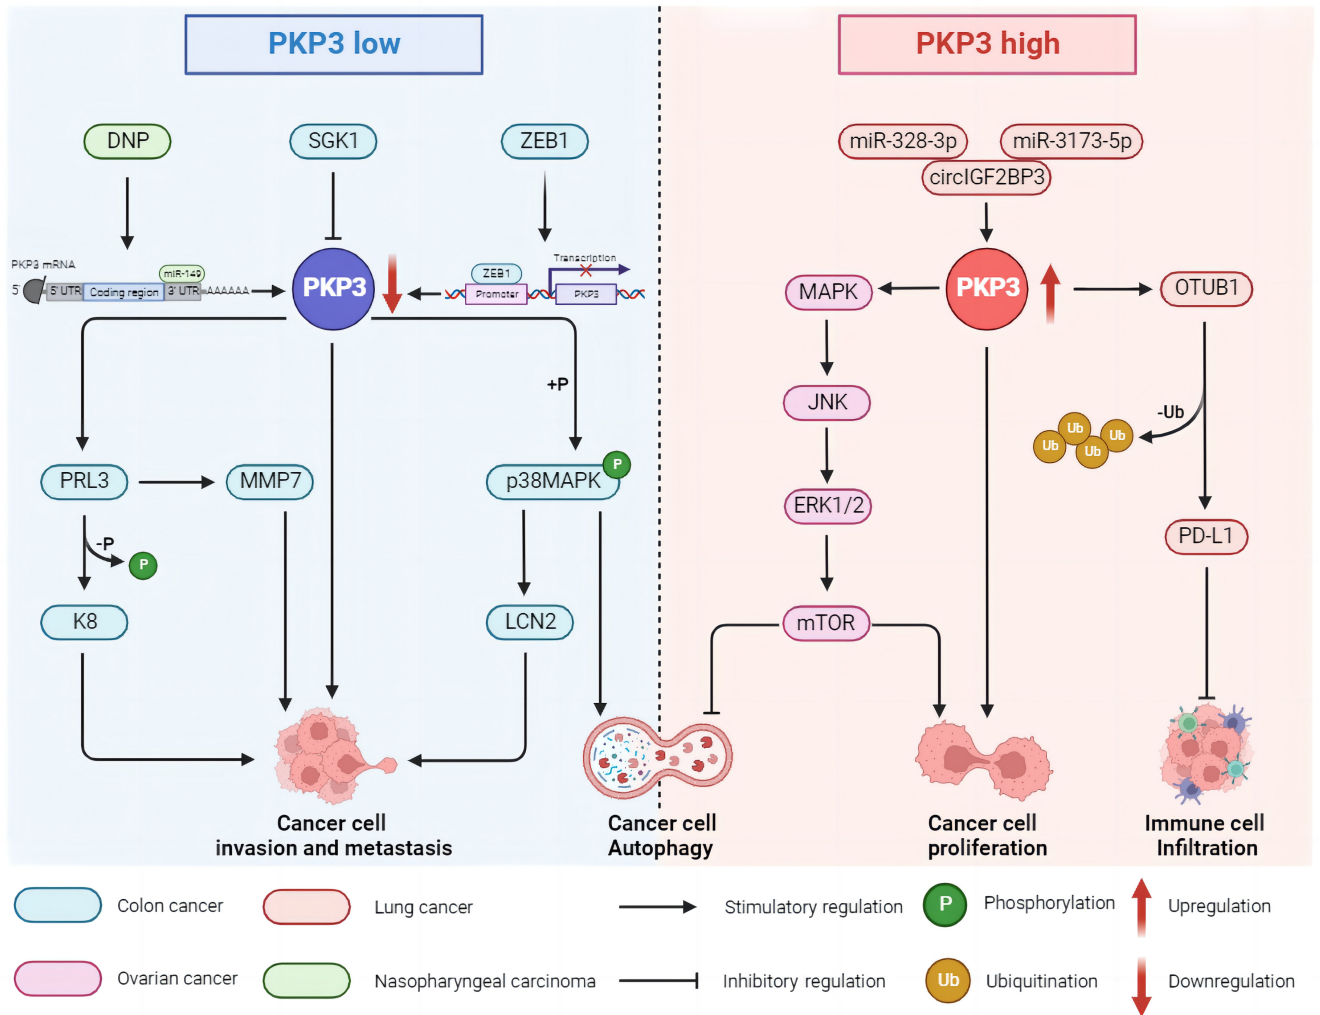 PKP3 low
PKP3 high
DNP
SGK1
ZEB1
miR-328-3p
miR-3173-5p
circIGF2BP3
PKP3 mRNA
miR-149
5'
5' UTR
Coding region
3' UTR
AAAAAA
PKP3
ZEB1
Transcription
Promoter
PKP3
MAPK
PKP3
OTUB1
+P
JNK
-Ub
Ub
Ub
Ub
Ub
PRL3
MMP7
p38MAPK
P
ERK1/2
PD-L1
-P
P
K8
LCN2
mTOR
Cancer cell
invasion and metastasis
Cancer cell
Autophagy
Cancer cell
proliferation
Immune cell
Infiltration
Colon cancer
Lung cancer
Stimulatory regulation
P
Phosphorylation
Upregulation
Ovarian cancer
Nasopharyngeal carcinoma
Inhibitory regulation
Ub
Ubiquitination
Downregulation